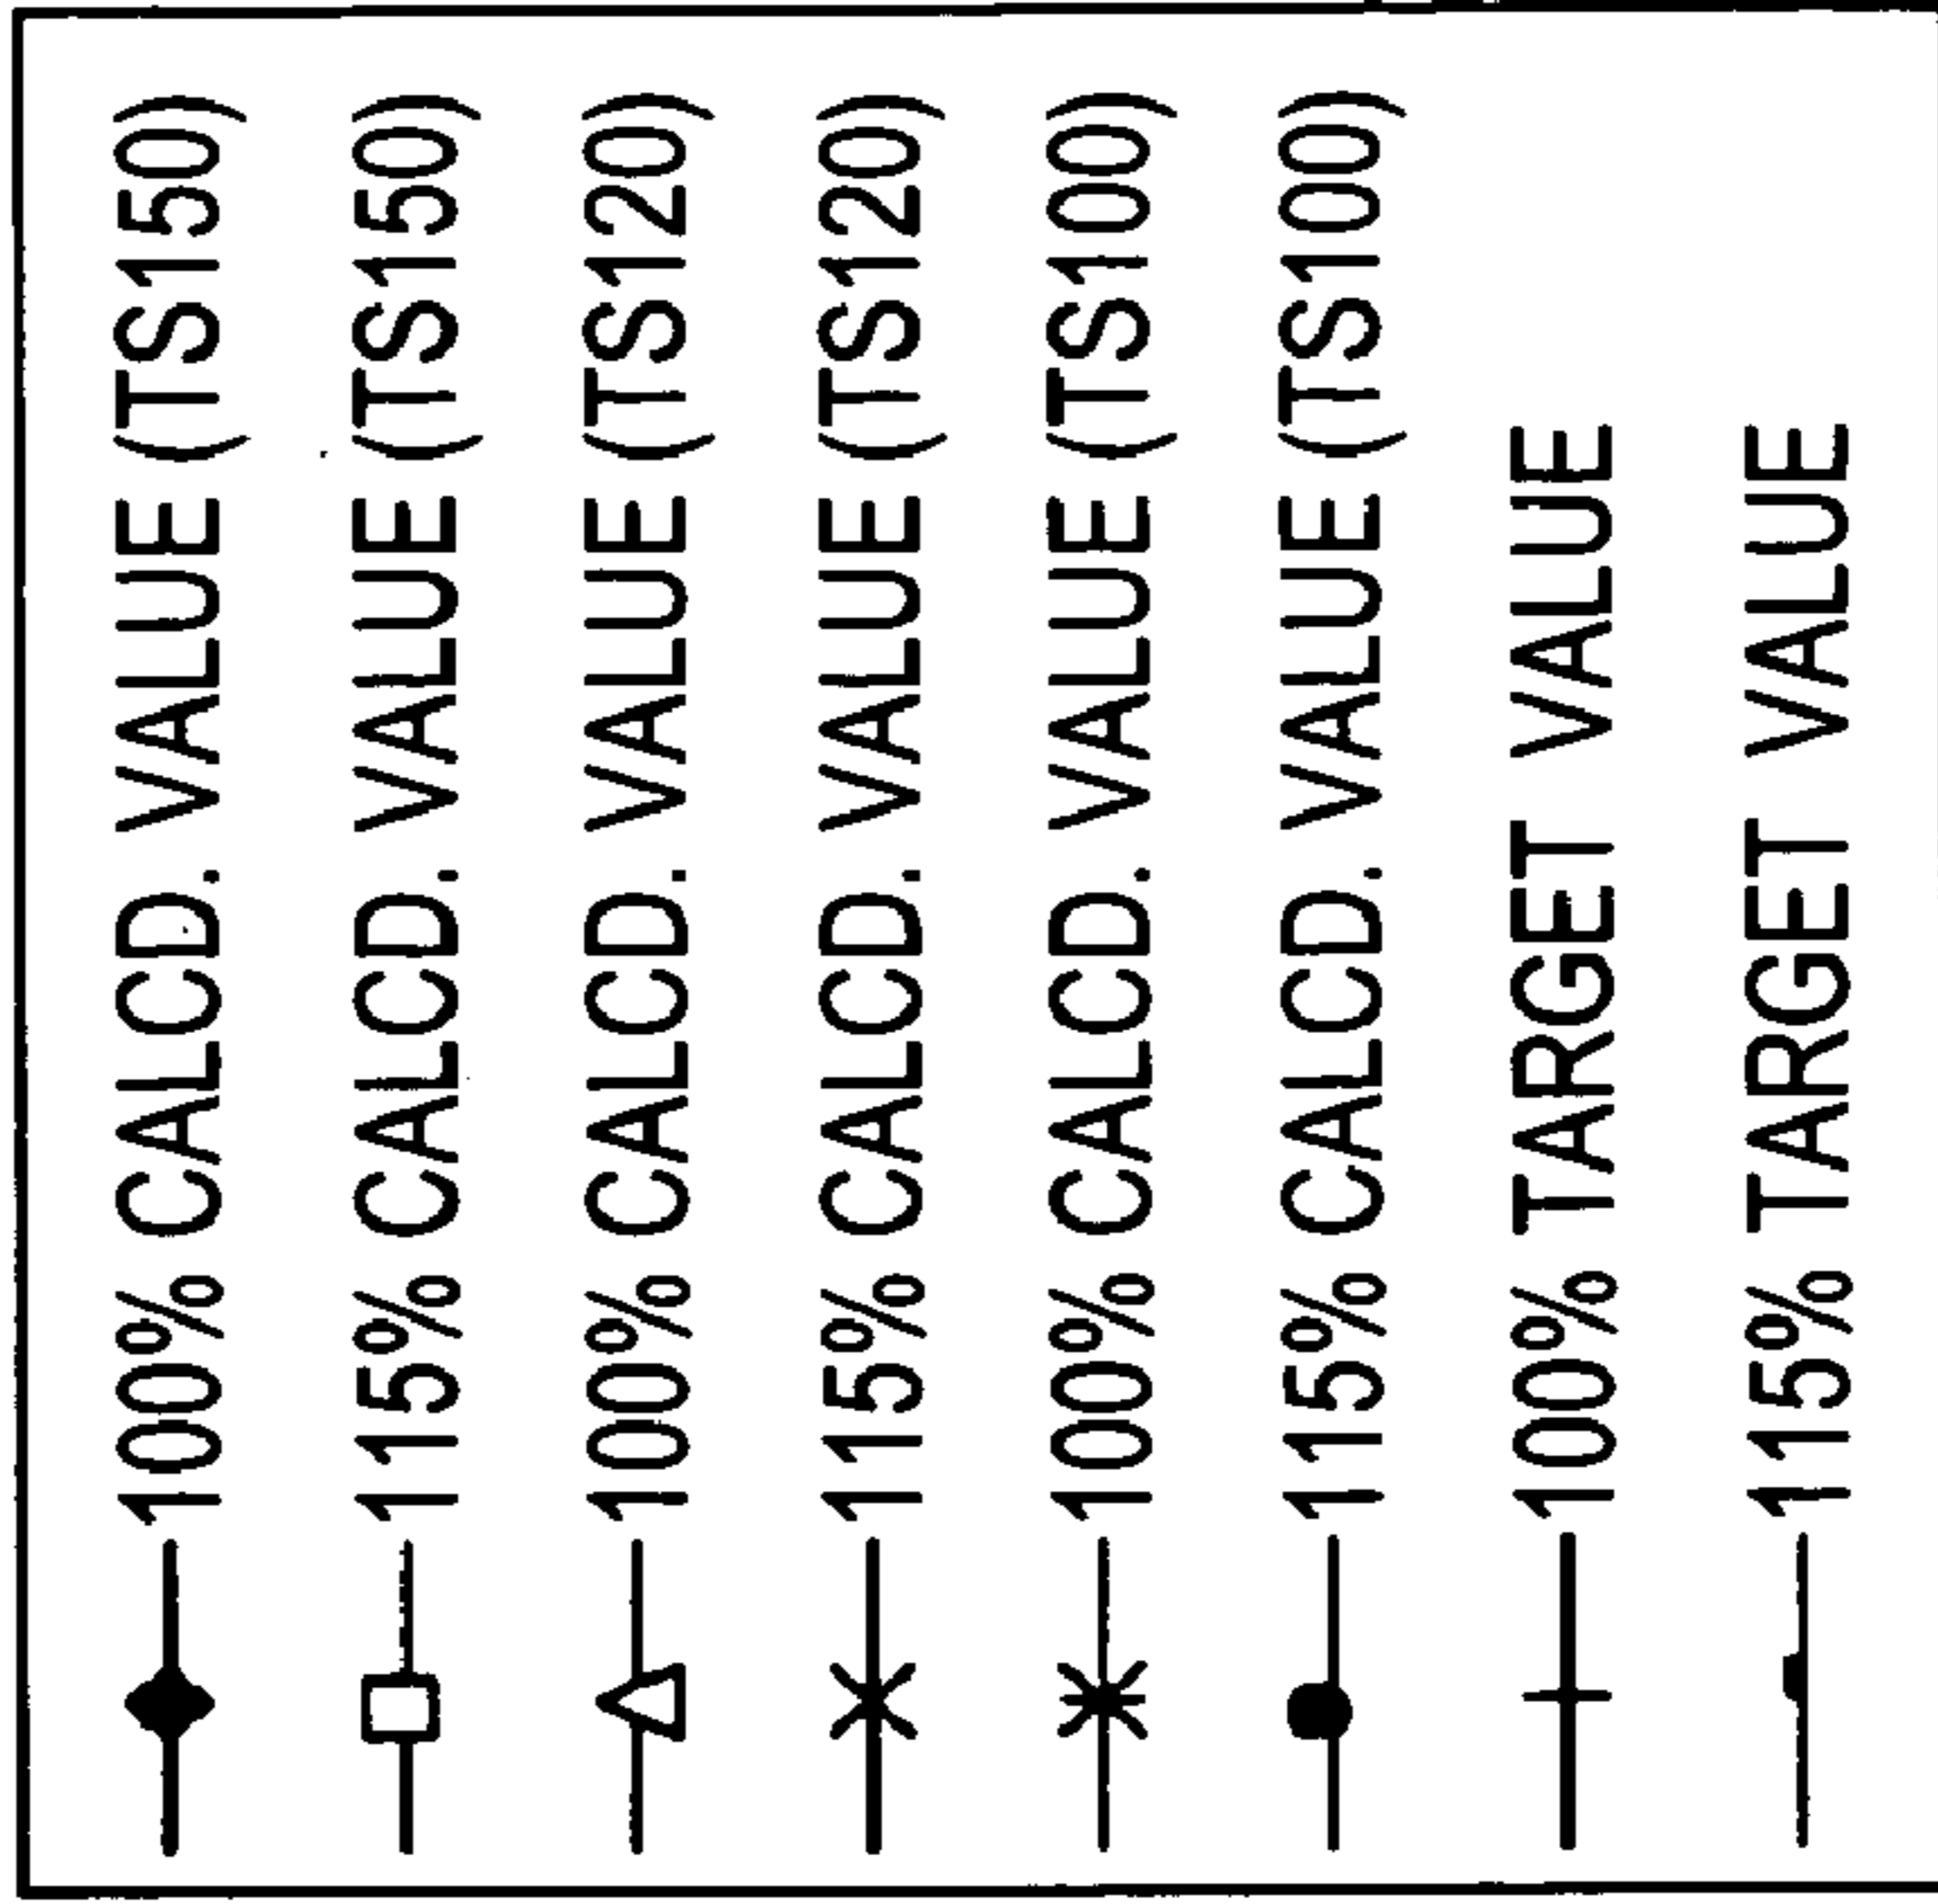 100% CALCD. VALUE (TS150)
115% CALCD. VALUE (TS150)
100% CALCD. VALUE (TS120)
115% CALCD. VALUE (TS120)
100% CALCD. VALUE (TS100)
115% CALCD. VALUE (TS100)
100% TARGET VALUE
115% TARGET VALUE